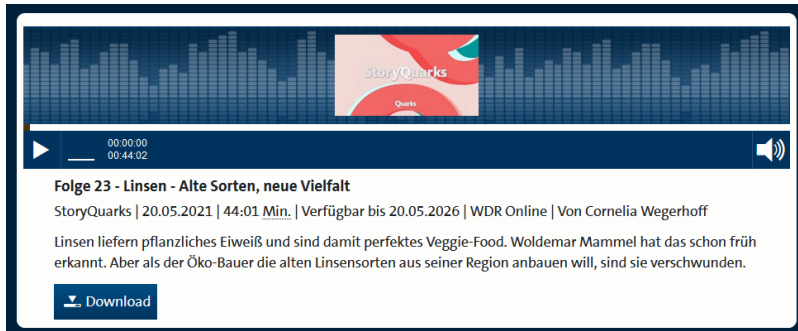 StoryQuarks
Quarks
00:00:00
00:44:02
Folge 23 - Linsen - Alte Sorten, neue Vielfalt
StoryQuarks | 20.05.2021 | 44:01 Min. | Verfügbar bis 20.05.2026 | WDR Online | Von Cornelia Wegerhoff
Linsen liefern pflanzliches Eiweiß und sind damit perfektes Veggie-Food. Woldemar Mammel hat das schon früh
erkannt. Aber als der Öko-Bauer die alten Linsensorten aus seiner Region anbauen will, sind sie verschwunden.
Download